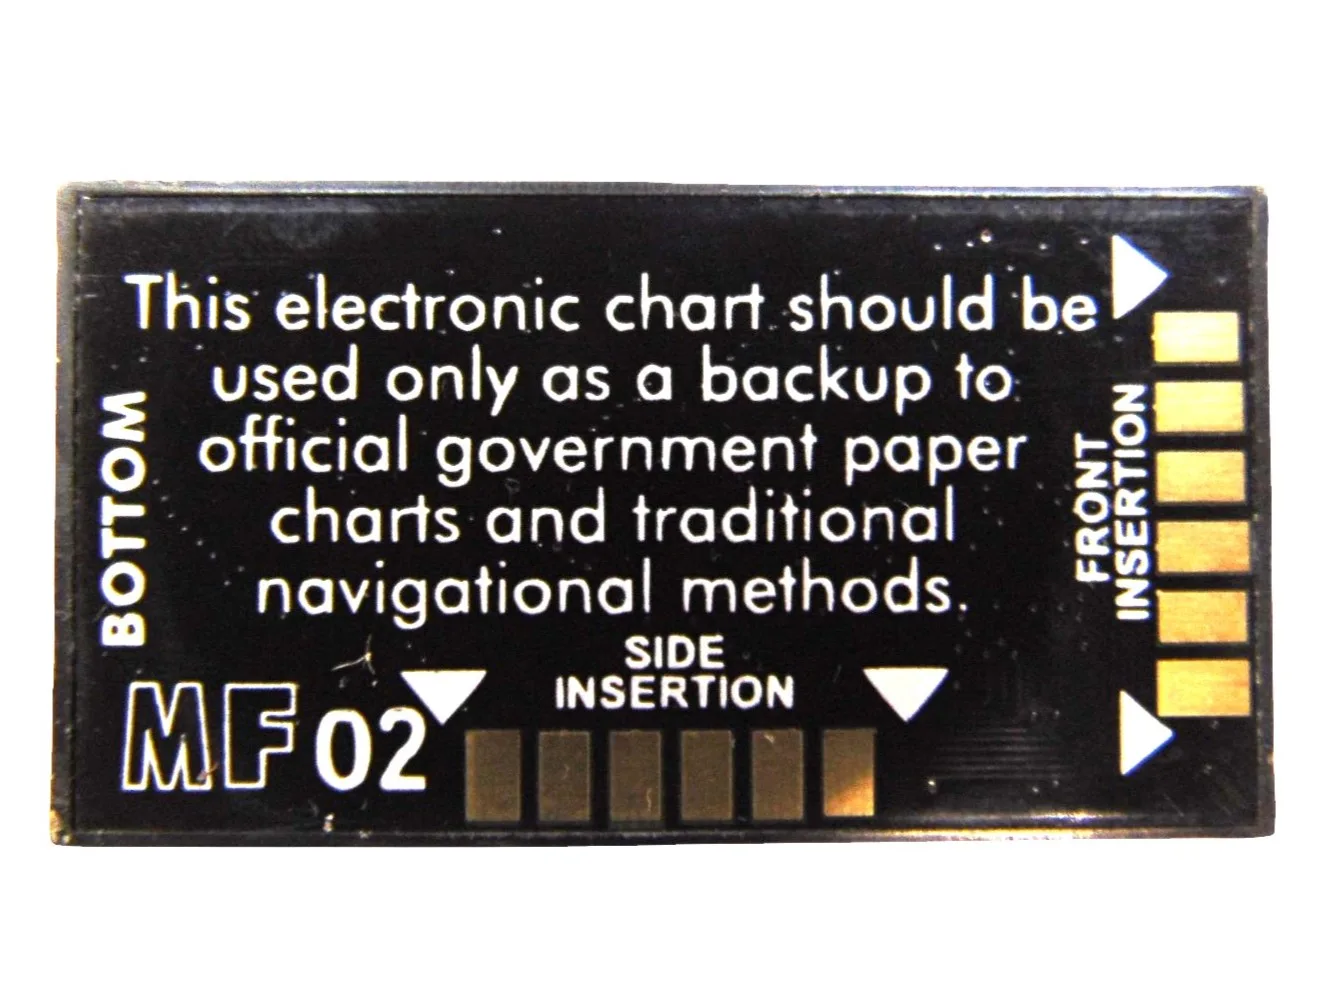 This electronic chart should be
used only as a backup to
official government paper
charts and traditional
navigational methods.
BOTTOM
FRONT
INSERTION
SIDE
INSERTION
MF 02